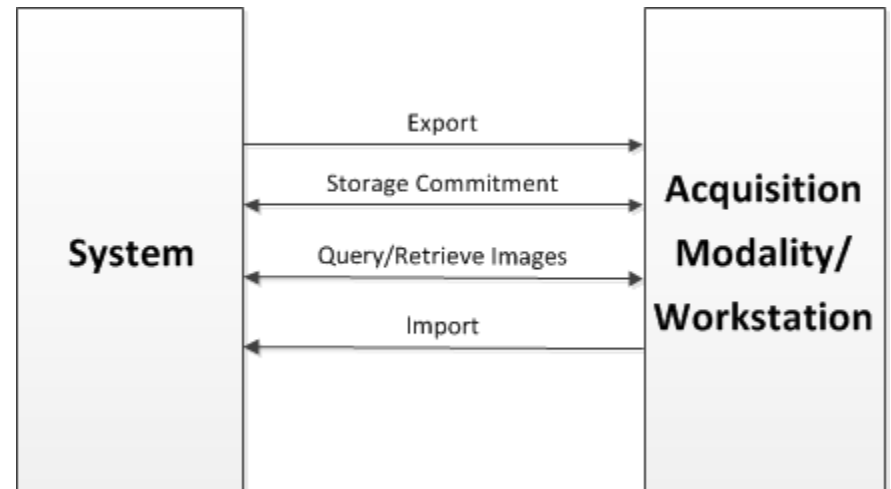 Export
Storage Commitment
System
Query/Retrieve Images
Import
Acquisition
Modality/
Workstation